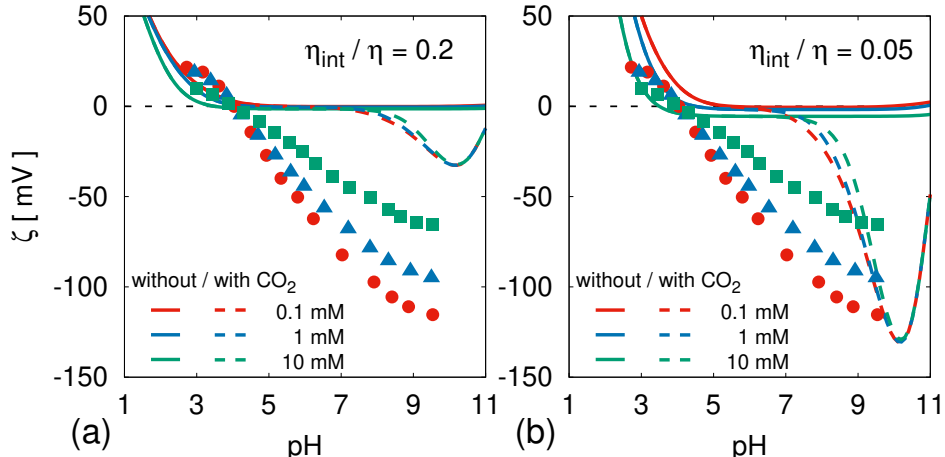 50
0
-50
-100
-150
ζ [ mV ]
η_int / η = 0.2
without / with CO₂
0.1 mM
1 mM
10 mM
1 3 5 7 9 11
(a)
pH
50
0
-50
-100
-150
η_int / η = 0.05
without / with CO₂
0.1 mM
1 mM
10 mM
1 3 5 7 9 11
(b)
pH